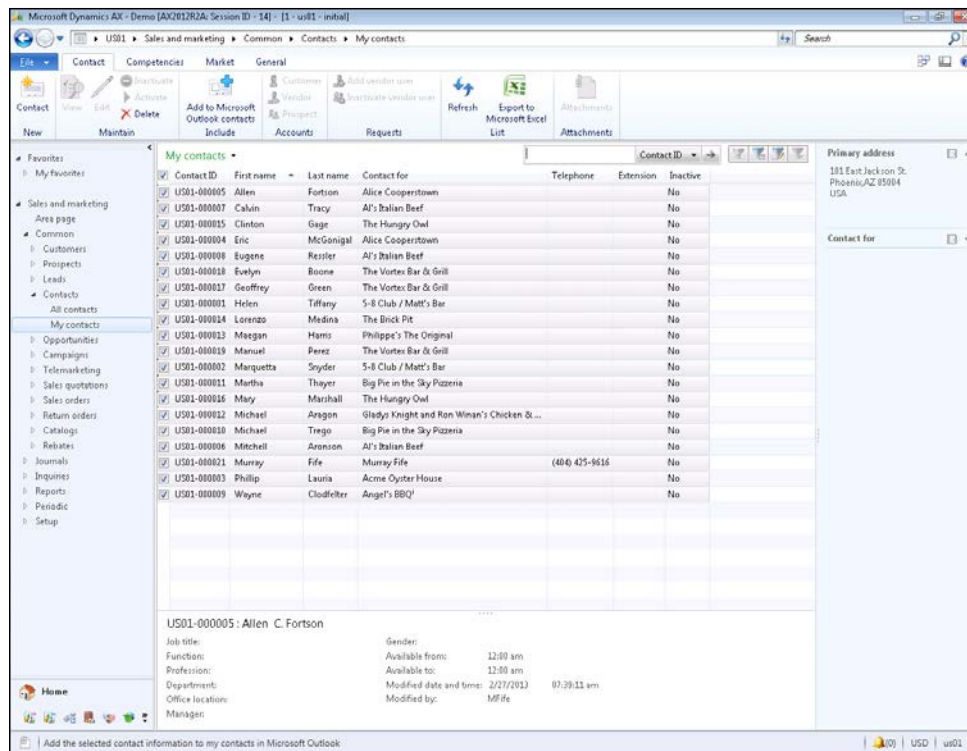 Microsoft Dynamics AX - Demo [AX2012R2A: Session ID - 14] - [1 - us01 - initial]
US01 Sales and marketing Common Contacts My contacts
Search
File Contact Competencies Market General
Contact
View
Edit
Inactivate
Activate
Delete
Add to Microsoft Outlook contacts
Customer
Vendor
Prospect
Add vendor user
Inactivate vendor user
Refresh
Export to Microsoft Excel
Attachments
New Maintain Include Accounts Requests List Attachments
Favorites
My favorites
Sales and marketing
Area page
Common
Customers
Prospects
Leads
Contacts
All contacts
My contacts
Opportunities
Campaigns
Telemarketing
Sales quotations
Sales orders
Return orders
Catalogs
Rebates
Journals
Inquiries
Reports
Periodic
Setup
Home
My contacts
Contact ID
Contact ID First name Last name Contact for Telephone Extension Inactive
US01-000005 Allen Fortson Alice Cooperstown No
US01-000007 Calvin Tracy Al's Italian Beef No
US01-000015 Clinton Gage The Hungry Owl No
US01-000004 Eric McGonigal Alice Cooperstown No
US01-000008 Eugene Ressler Al's Italian Beef No
US01-000018 Evelyn Boone The Vortex Bar & Grill No
US01-000017 Geoffrey Green The Vortex Bar & Grill No
US01-000001 Helen Tiffany 5-8 Club / Matt's Bar No
US01-000014 Lorenzo Medina The Brick Pit No
US01-000013 Maegan Harris Philippe's The Original No
US01-000019 Manuel Perez The Vortex Bar & Grill No
US01-000002 Marquetta Snyder 5-8 Club / Matt's Bar No
US01-000011 Martha Thayer Big Pie in the Sky Pizzeria No
US01-000016 Mary Marshall The Hungry Owl No
US01-000012 Michael Aragon Gladys Knight and Ron Winan's Chicken &... No
US01-000010 Michael Trego Big Pie in the Sky Pizzeria No
US01-000006 Mitchell Aronson Al's Italian Beef No
US01-000021 Murray Fife Murray Fife (404) 425-9616 No
US01-000003 Phillip Lauria Acme Oyster House No
US01-000009 Wayne Clodfelter Angel's BBQ No
US01-000005 : Allen C. Fortson
Job title: Gender:
Function: Available from: 12:00 am
Profession: Available to: 12:00 am
Department: Modified date and time: 2/27/2013 07:39:11 am
Office location: Modified by: MFife
Manager:
Primary address
101 East Jackson St.
Phoenix,AZ 85004
USA
Contact for
Add the selected contact information to my contacts in Microsoft Outlook
(0) USD us01